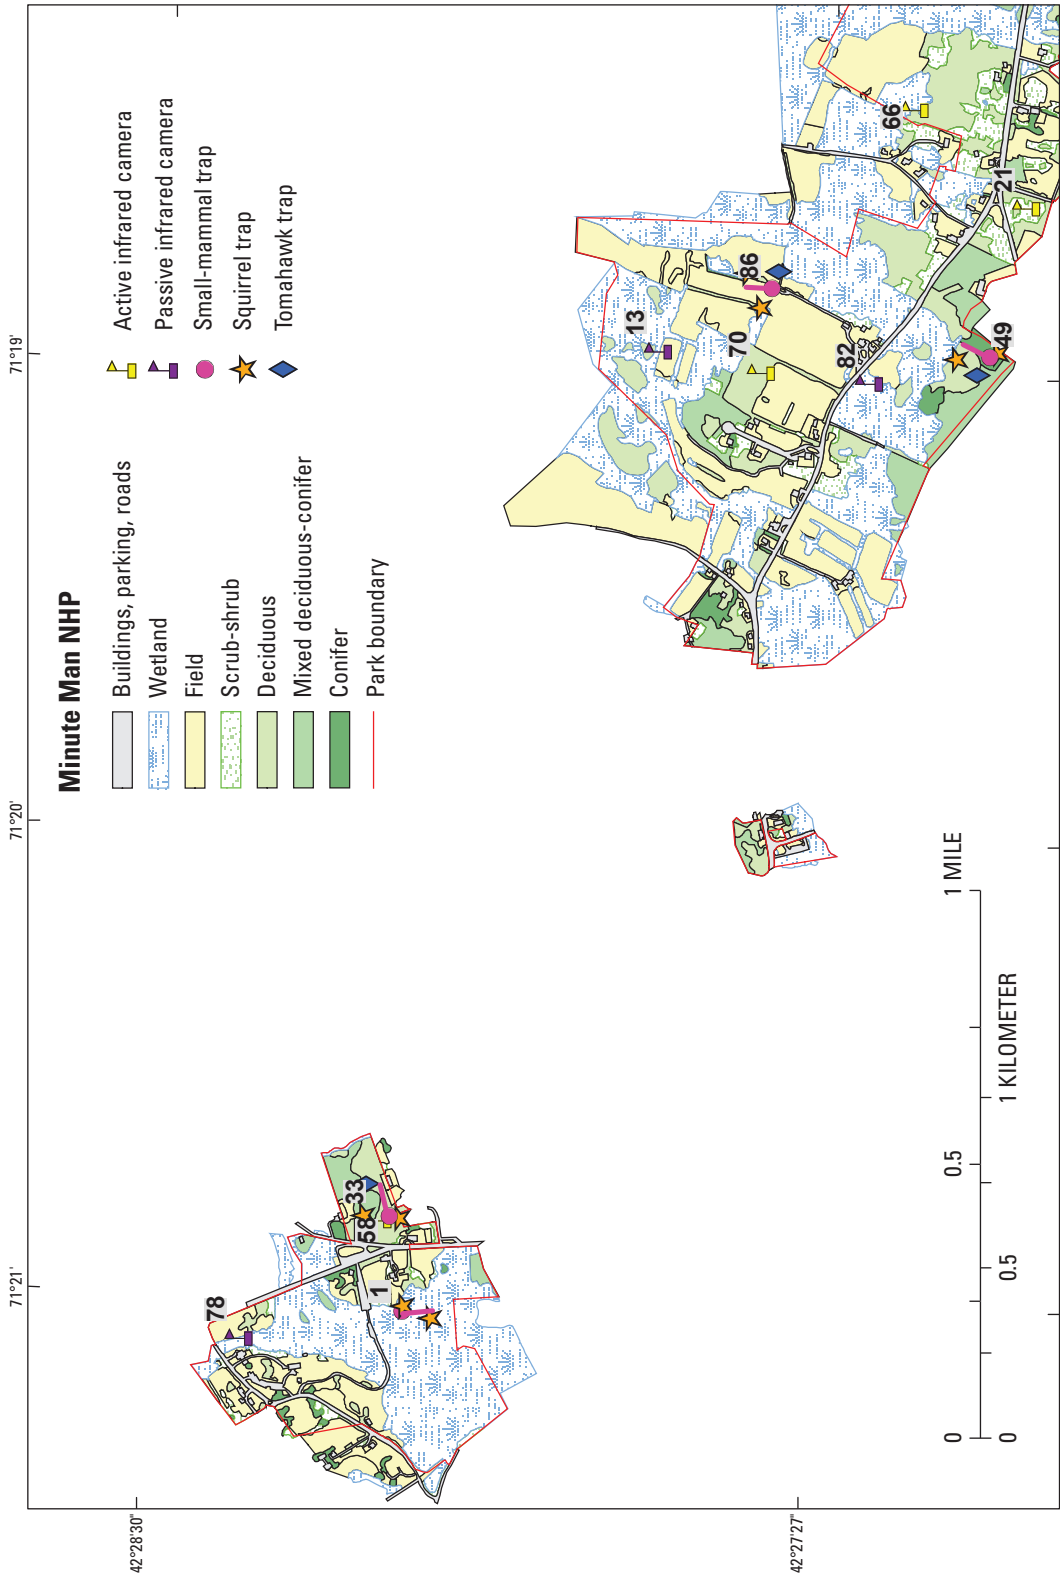 Minute Man NHP
Buildings, parking, roads
Wetland
Field
Scrub-shrub
Deciduous
Mixed deciduous-conifer
Conifer
Park boundary
Active infrared camera
Passive infrared camera
Small-mammal trap
Squirrel trap
Tomahawk trap
71°21'
71°20'
71°19'
42°28'30"
42°27'27"
78
1
58
33
13
70
86
82
49
66
21
0 0.5 1 MILE
0 0.5 1 KILOMETER